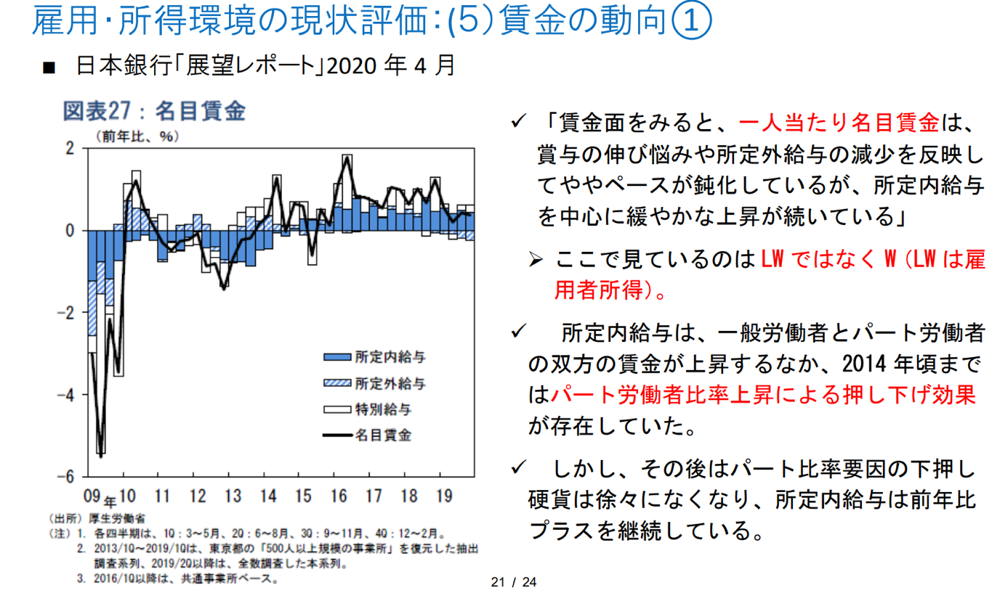 雇用・所得環境の現状評価：(5)賃金の動向①
■ 日本銀行「展望レポート」2020 年 4 月
図表27：名目賃金
（前年比、％）
2
0
-2
-4
-6
所定内給与
所定外給与
特別給与
名目賃金
09年 10 11 12 13 14 15 16 17 18 19
（出所）厚生労働省
（注）1. 各四半期は、1Q：3～5月、2Q：6～8月、3Q：9～11月、4Q：12～2月。
2. 2013/1Q～2019/1Qは、東京都の「500人以上規模の事業所」を復元した抽出
調査系列、2019/2Q以降は、全数調査した本系列。
3. 2016/1Q以降は、共通事業所ベース。
✓ 「賃金面をみると、一人当たり名目賃金は、
賞与の伸び悩みや所定外給与の減少を反映し
てややペースが鈍化しているが、所定内給与
を中心に緩やかな上昇が続いている」
➢ ここで見ているのは LW ではなく W（LW は雇
用者所得）。
✓ 所定内給与は、一般労働者とパート労働者
の双方の賃金が上昇するなか、2014 年頃まで
はパート労働者比率上昇による押し下げ効果
が存在していた。
✓ しかし、その後はパート比率要因の下押し
硬貨は徐々になくなり、所定内給与は前年比
プラスを継続している。
21 / 24